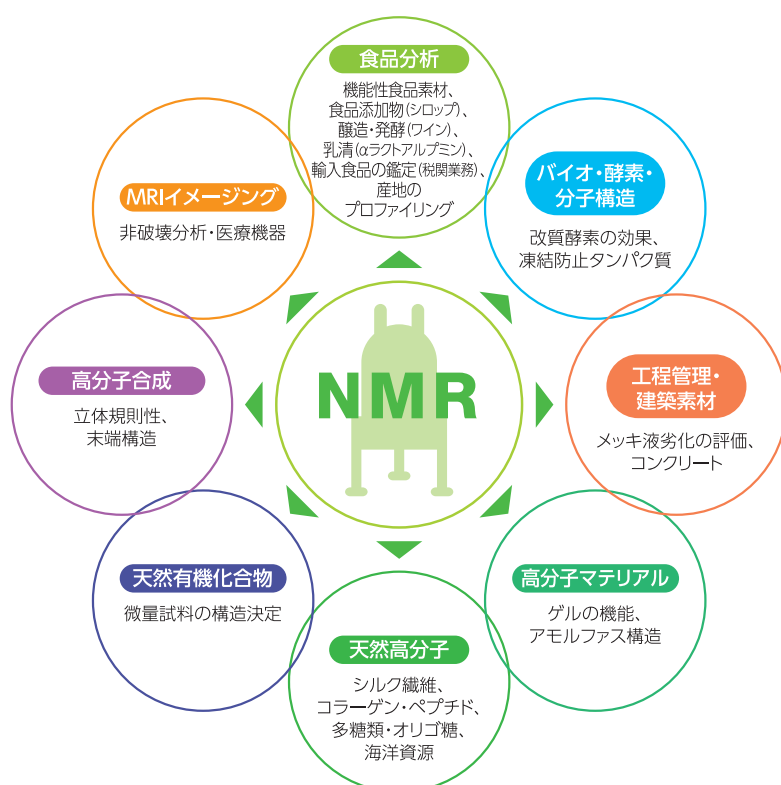 食品分析
機能性食品素材、
食品添加物(シロップ)、
醸造・発酵(ワイン)、
乳清(αラクトアルブミン)、
輸入食品の鑑定(税関業務)、
産地の
プロファイリング
バイオ・酵素・
分子構造
改質酵素の効果、
凍結防止タンパク質
工程管理・
建築素材
メッキ液劣化の評価、
コンクリート
高分子マテリアル
ゲルの機能、
アモルファス構造
天然高分子
シルク繊維、
コラーゲン・ペプチド、
多糖類・オリゴ糖、
海洋資源
天然有機化合物
微量試料の構造決定
高分子合成
立体規則性、
末端構造
MRIイメージング
非破壊分析・医療機器
NMR